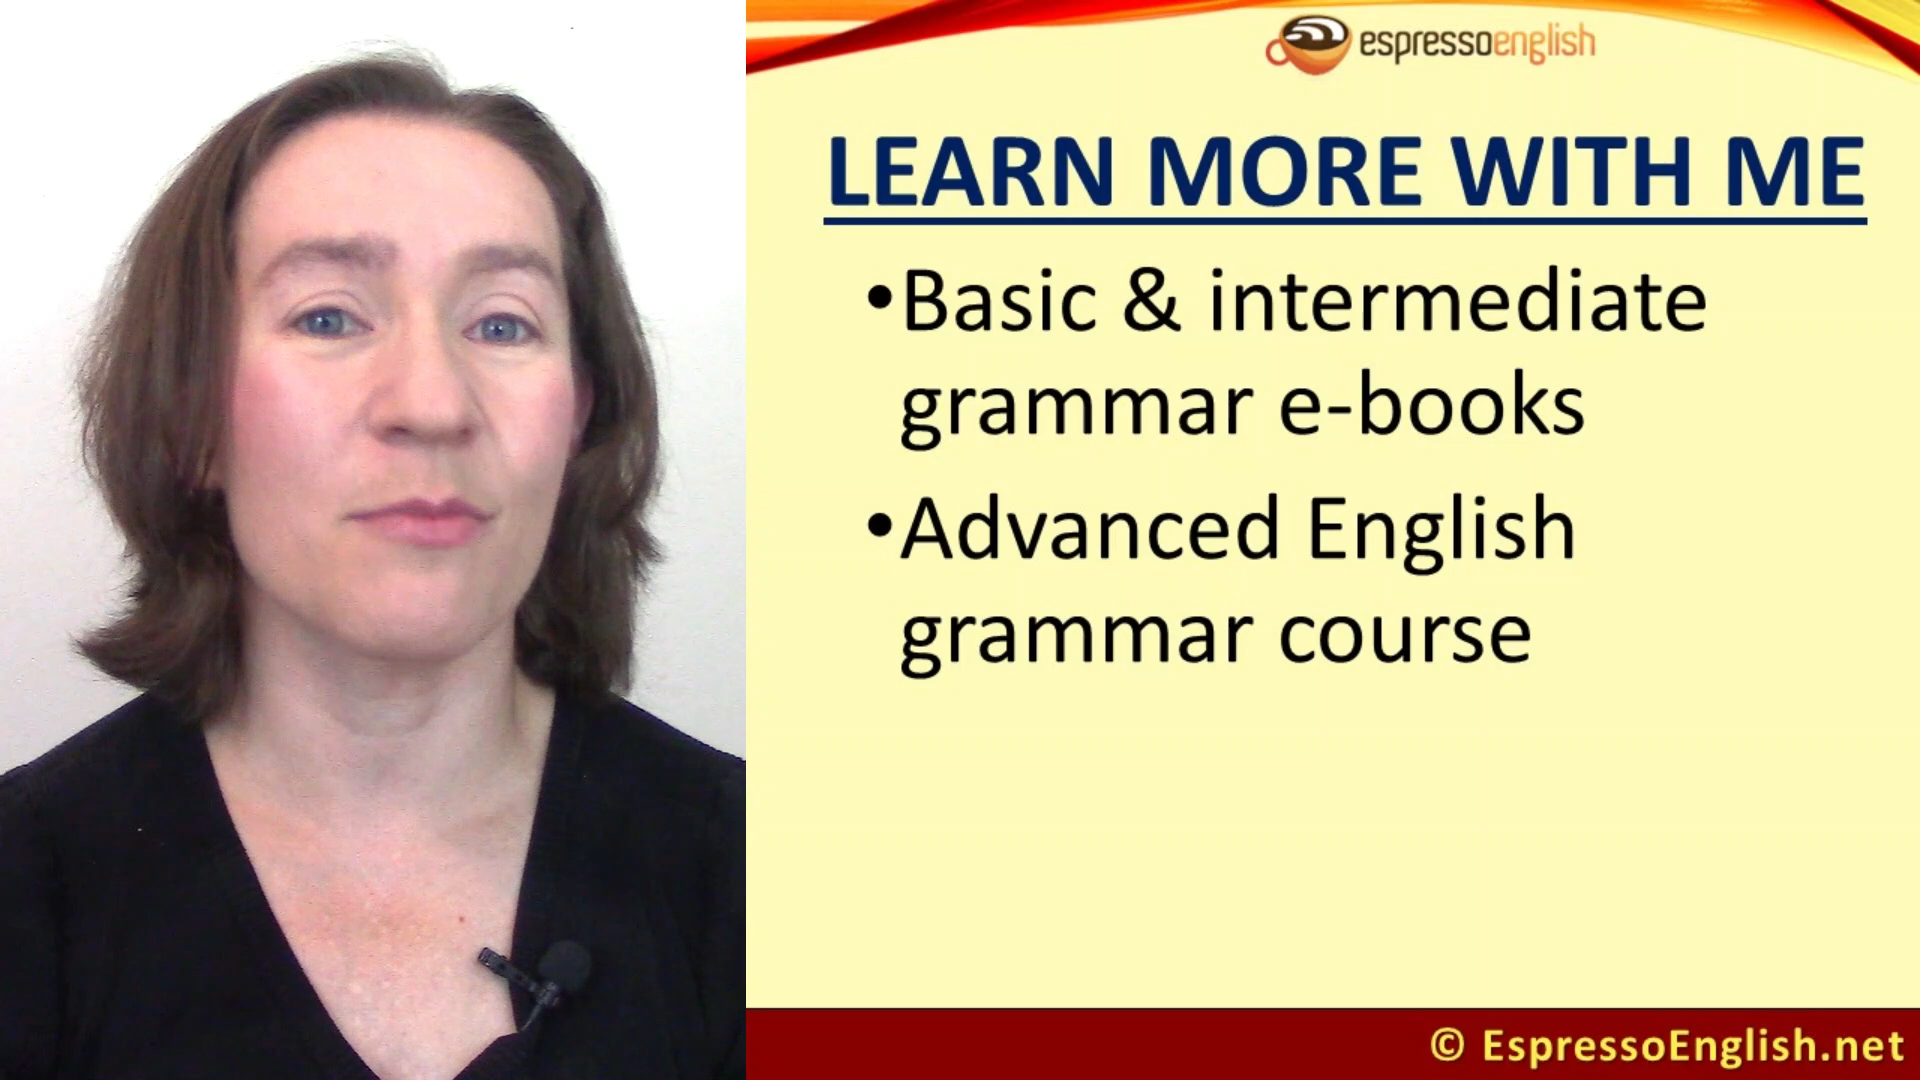 espressoenglish
LEARN MORE WITH ME
•Basic & intermediate
grammar e-books
•Advanced English
grammar course
© EspressoEnglish.net